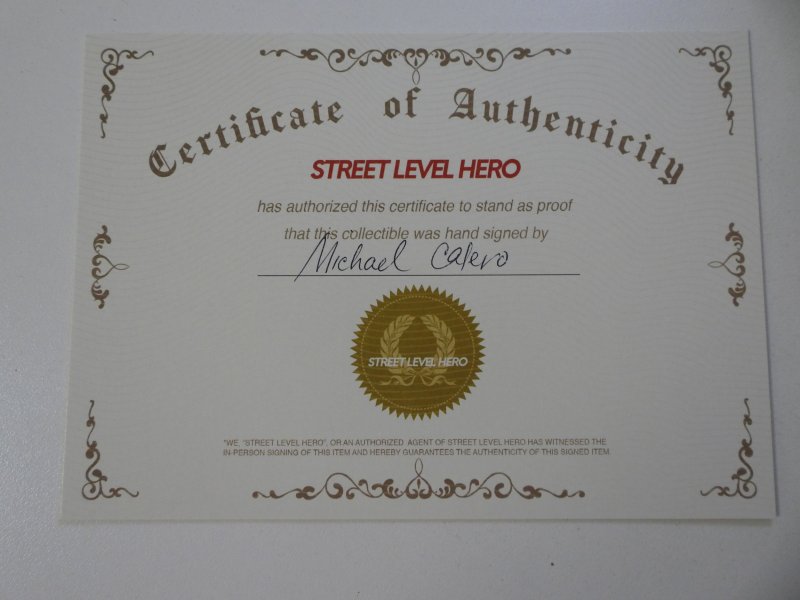 Certificate of Authenticity
STREET LEVEL HERO
has authorized this certificate to stand as proof
that this collectible was hand signed by
Michael Calero
STREET LEVEL HERO
"WE, "STREET LEVEL HERO", OR AN AUTHORIZED AGENT OF STREET LEVEL HERO HAS WITNESSED THE
IN-PERSON SIGNING OF THIS ITEM AND HEREBY GUARANTEES THE AUTHENTICITY OF THIS SIGNED ITEM.